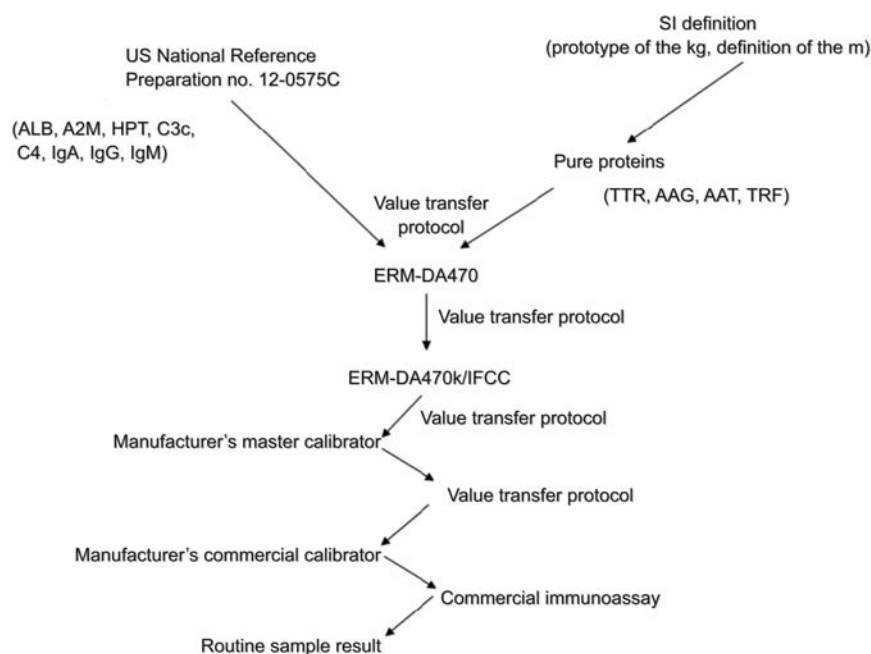 SI definition
(prototype of the kg, definition of the m)
US National Reference
Preparation no. 12-0575C
(ALB, A2M, HPT, C3c,
C4, IgA, IgG, IgM)
Pure proteins
(TTR, AAG, AAT, TRF)
Value transfer
protocol
ERM-DA470
Value transfer protocol
ERM-DA470k/IFCC
Value transfer protocol
Manufacturer's master calibrator
Value transfer protocol
Manufacturer's commercial calibrator
Commercial immunoassay
Routine sample result